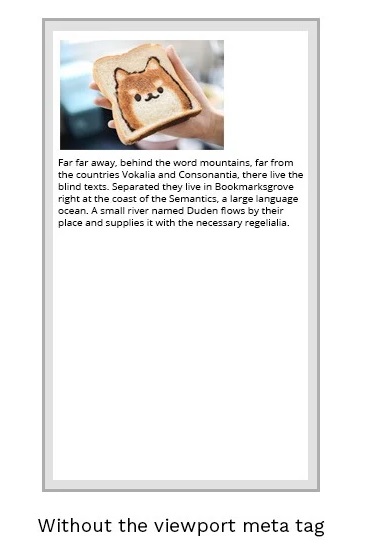 Far far away, behind the word mountains, far from
the countries Vokalia and Consonantia, there live the
blind texts. Separated they live in Bookmarksgrove
right at the coast of the Semantics, a large language
ocean. A small river named Duden flows by their
place and supplies it with the necessary regelialia.
Without the viewport meta tag